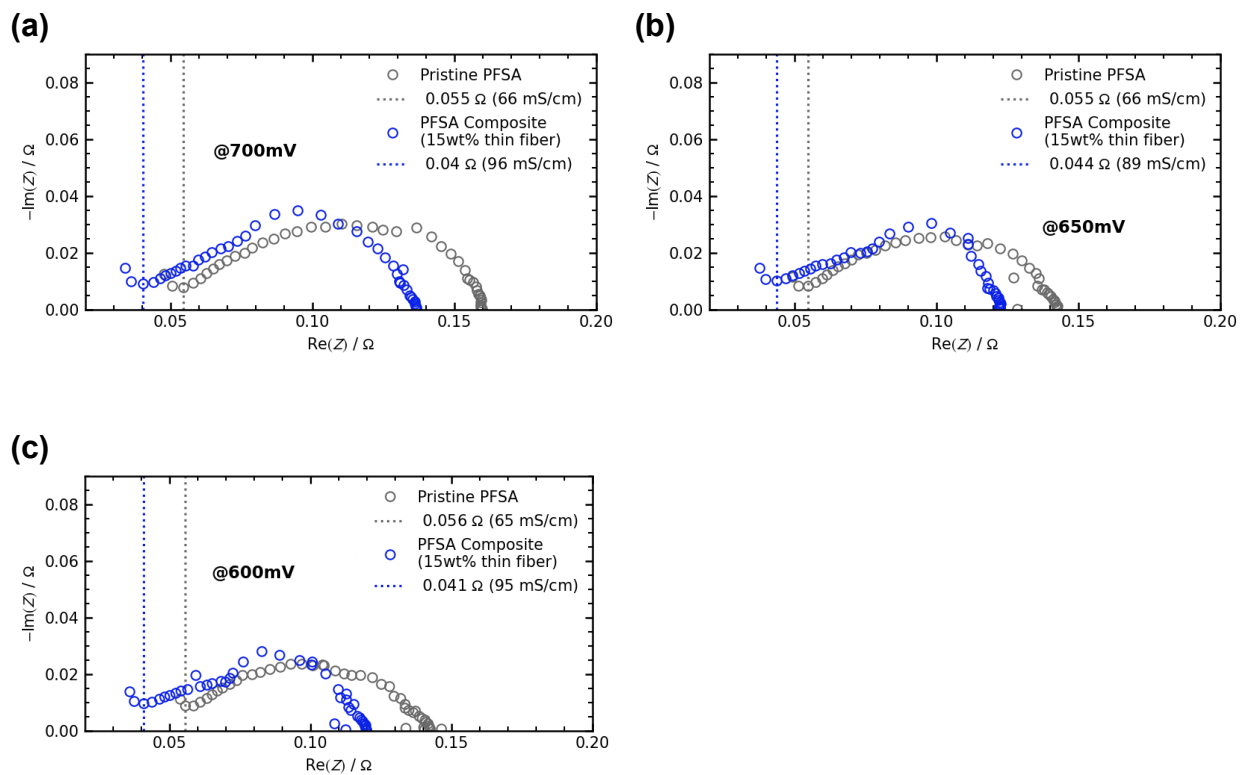 (a)
0.08
0.06
0.04
0.02
0.00
−Im(Z) / Ω
Pristine PFSA
0.055 Ω (66 mS/cm)
PFSA Composite
(15wt% thin fiber)
0.04 Ω (96 mS/cm)
@700mV
0.05 0.10 0.15 0.20
Re(Z) / Ω
(b)
0.08
0.06
0.04
0.02
0.00
−Im(Z) / Ω
Pristine PFSA
0.055 Ω (66 mS/cm)
PFSA Composite
(15wt% thin fiber)
0.044 Ω (89 mS/cm)
@650mV
0.05 0.10 0.15 0.20
Re(Z) / Ω
(c)
0.08
0.06
0.04
0.02
0.00
−Im(Z) / Ω
Pristine PFSA
0.056 Ω (65 mS/cm)
PFSA Composite
(15wt% thin fiber)
0.041 Ω (95 mS/cm)
@600mV
0.05 0.10 0.15 0.20
Re(Z) / Ω